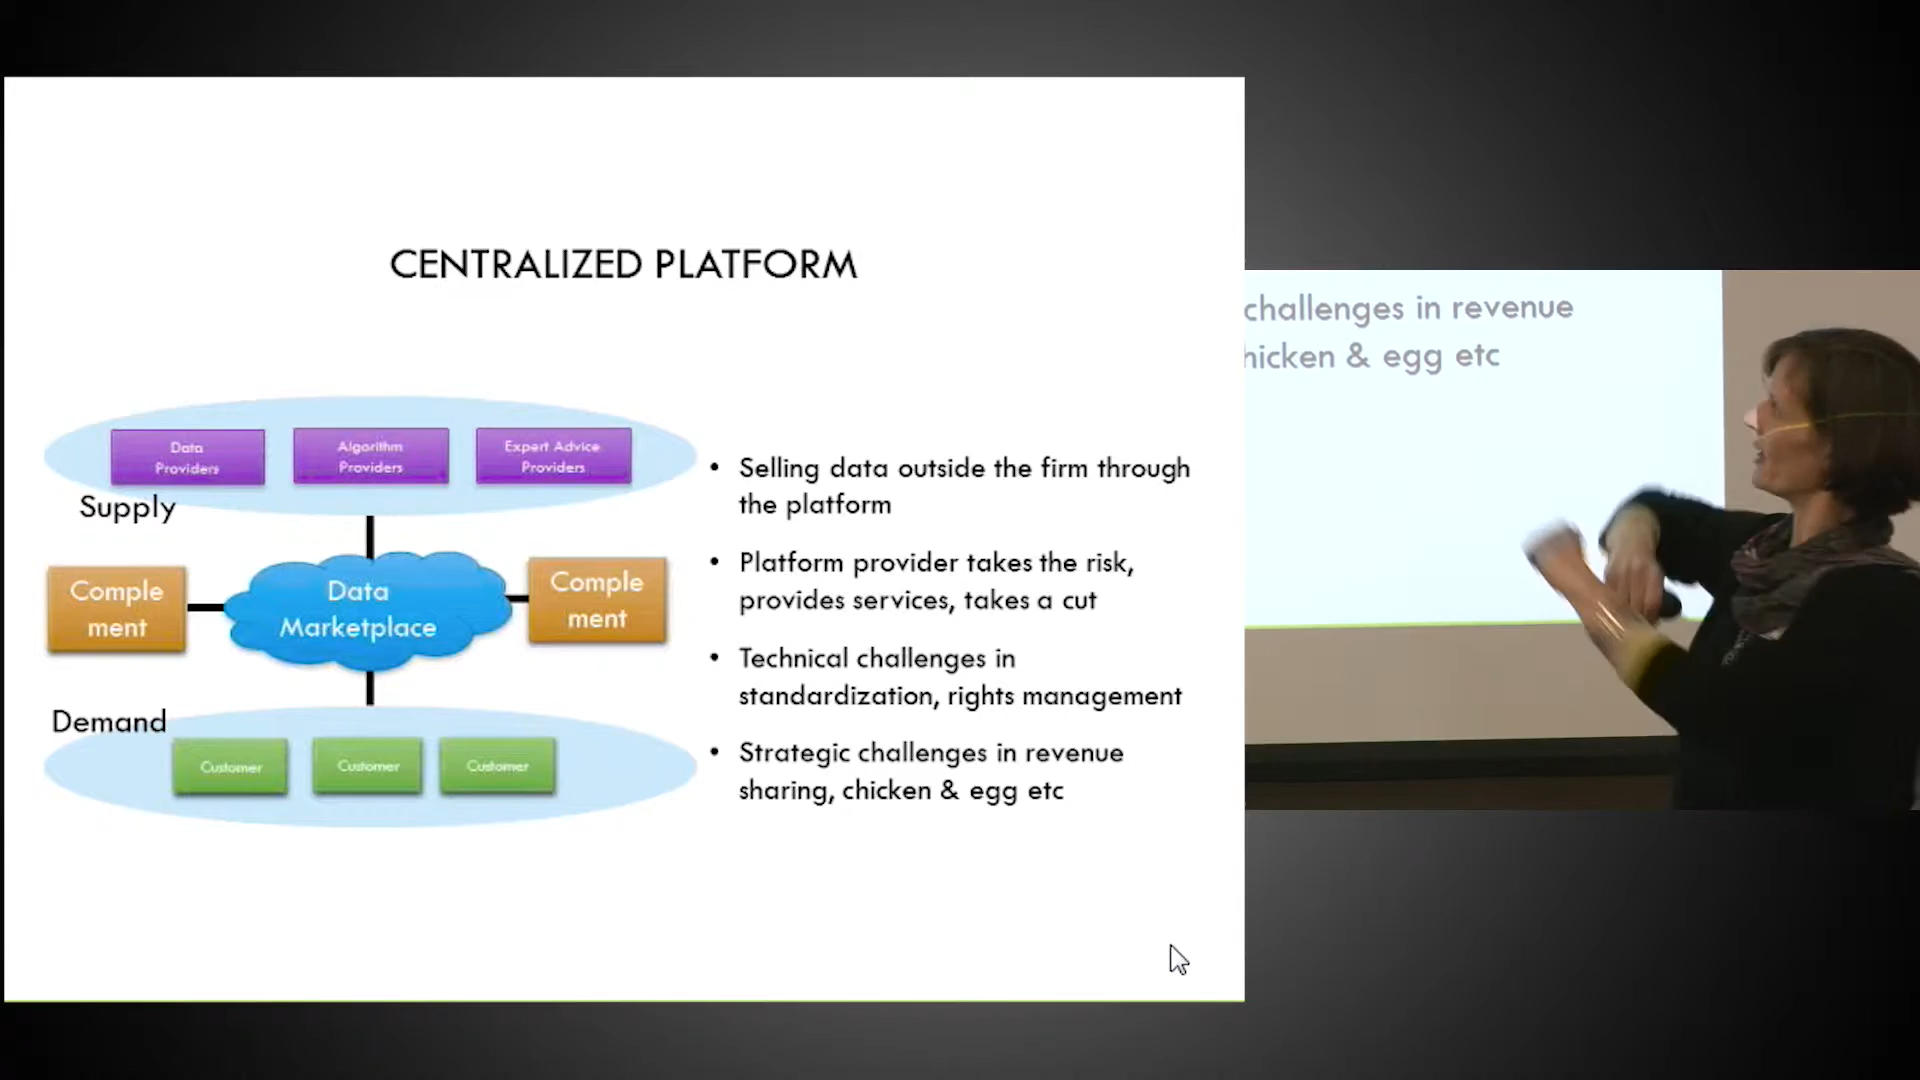 CENTRALIZED PLATFORM
Data
Providers
Algorithm
Providers
Expert Advice
Providers
Supply
Comple
ment
Data
Marketplace
Comple
ment
Demand
Customer
Customer
Customer
• Selling data outside the firm through
the platform
• Platform provider takes the risk,
provides services, takes a cut
• Technical challenges in
standardization, rights management
• Strategic challenges in revenue
sharing, chicken & egg etc
challenges in revenue
hicken & egg etc